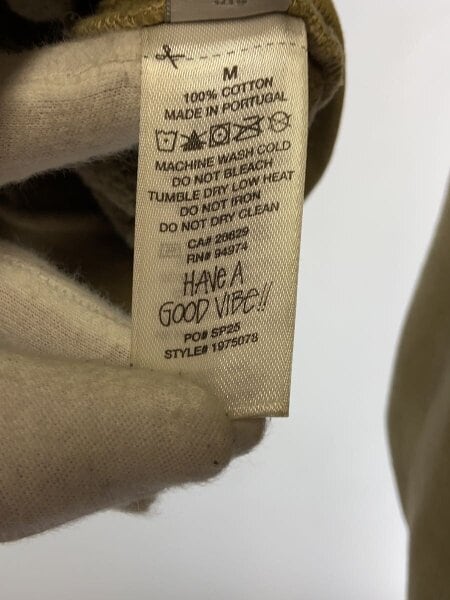 M
100% COTTON
MADE IN PORTUGAL
MACHINE WASH COLD
DO NOT BLEACH
TUMBLE DRY LOW HEAT
DO NOT IRON
DO NOT DRY CLEAN
CA# 28629
RN# 94974
HAVE A
GOOD VIBE!!
PO# SP25
STYLE# 1975078